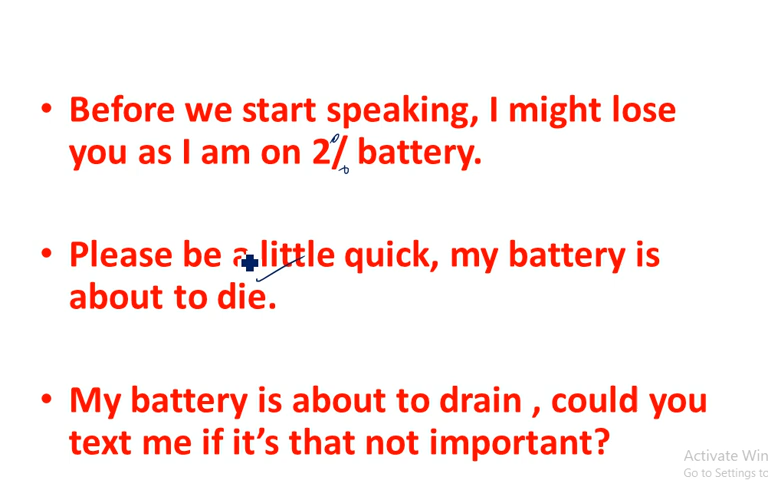 • Before we start speaking, I might lose
you as I am on 2% battery.
• Please be a little quick, my battery is
about to die.
• My battery is about to drain , could you
text me if it’s that not important?
Activate Win
Go to Settings to